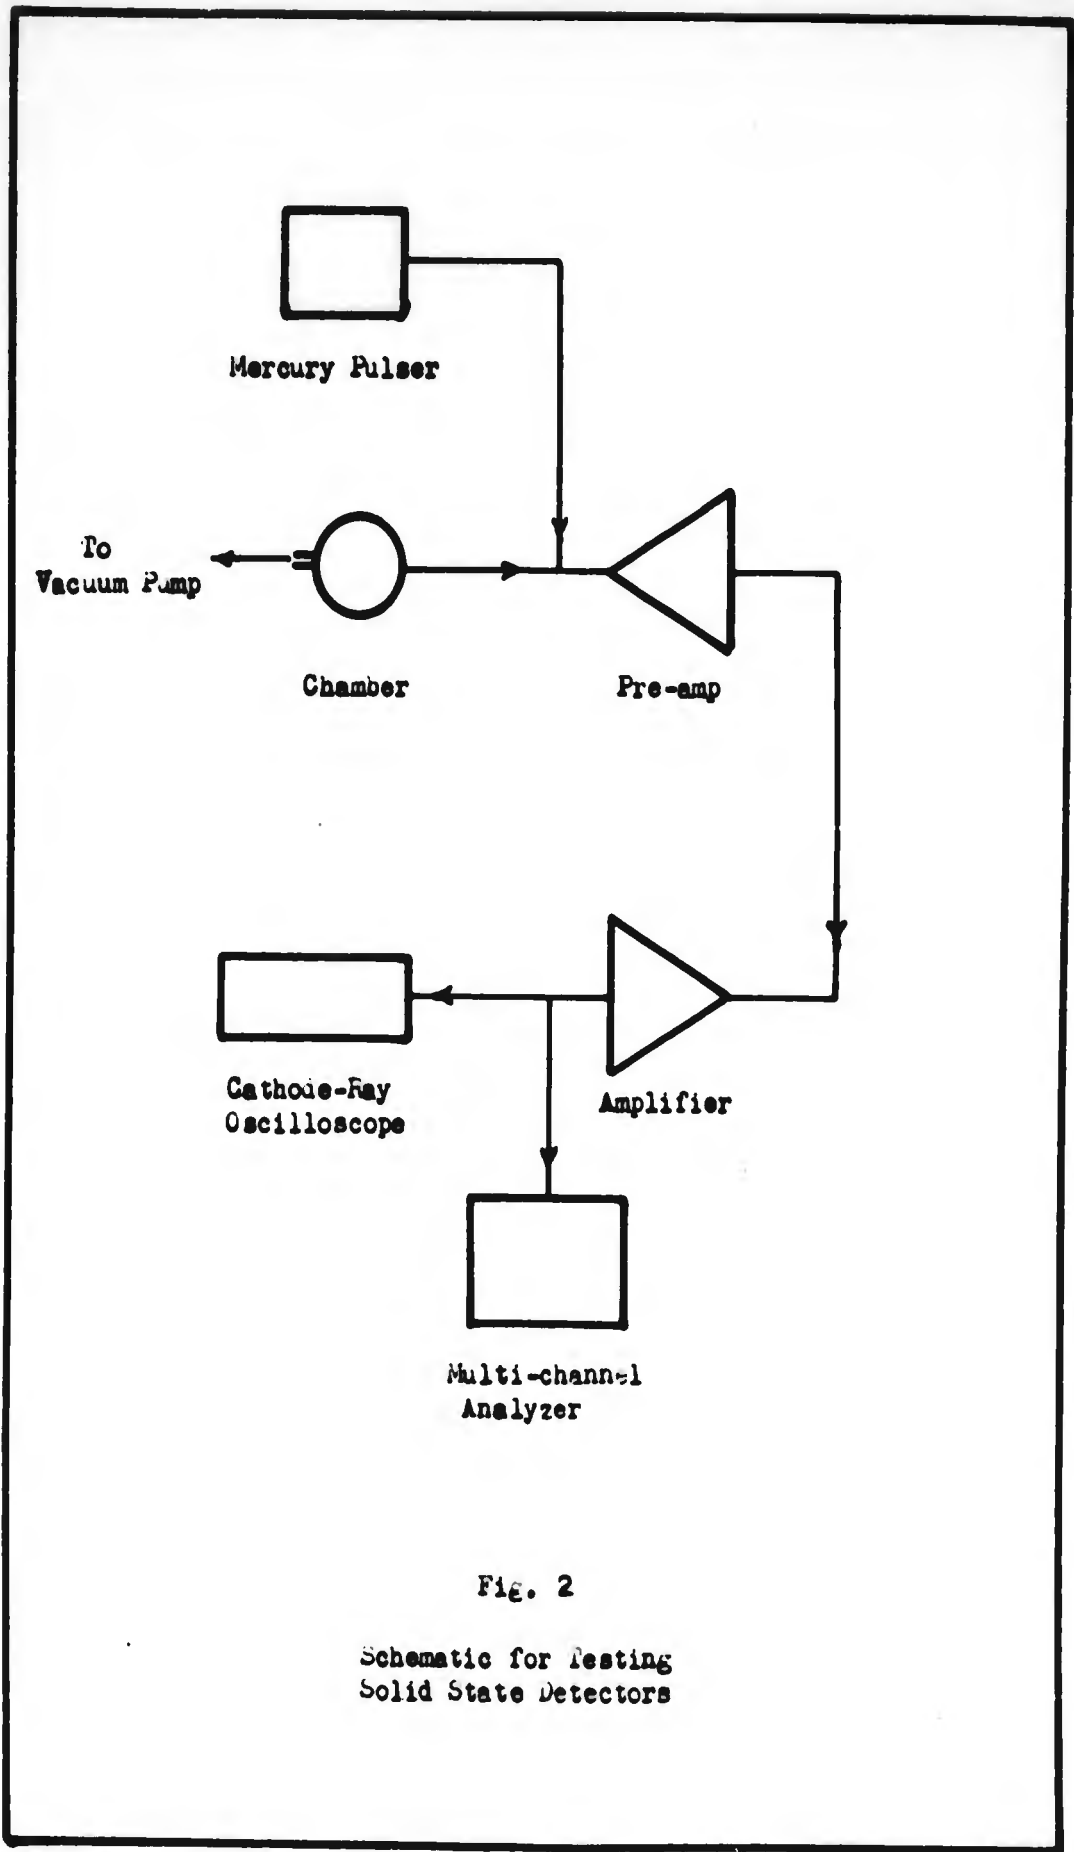 Mercury Pulser
To
Vacuum Pump
Chamber
Pre-amp
Cathode-Ray
Oscilloscope
Amplifier
Multi-channel
Analyzer
Fig. 2
Schematic for Testing
Solid State Detectors